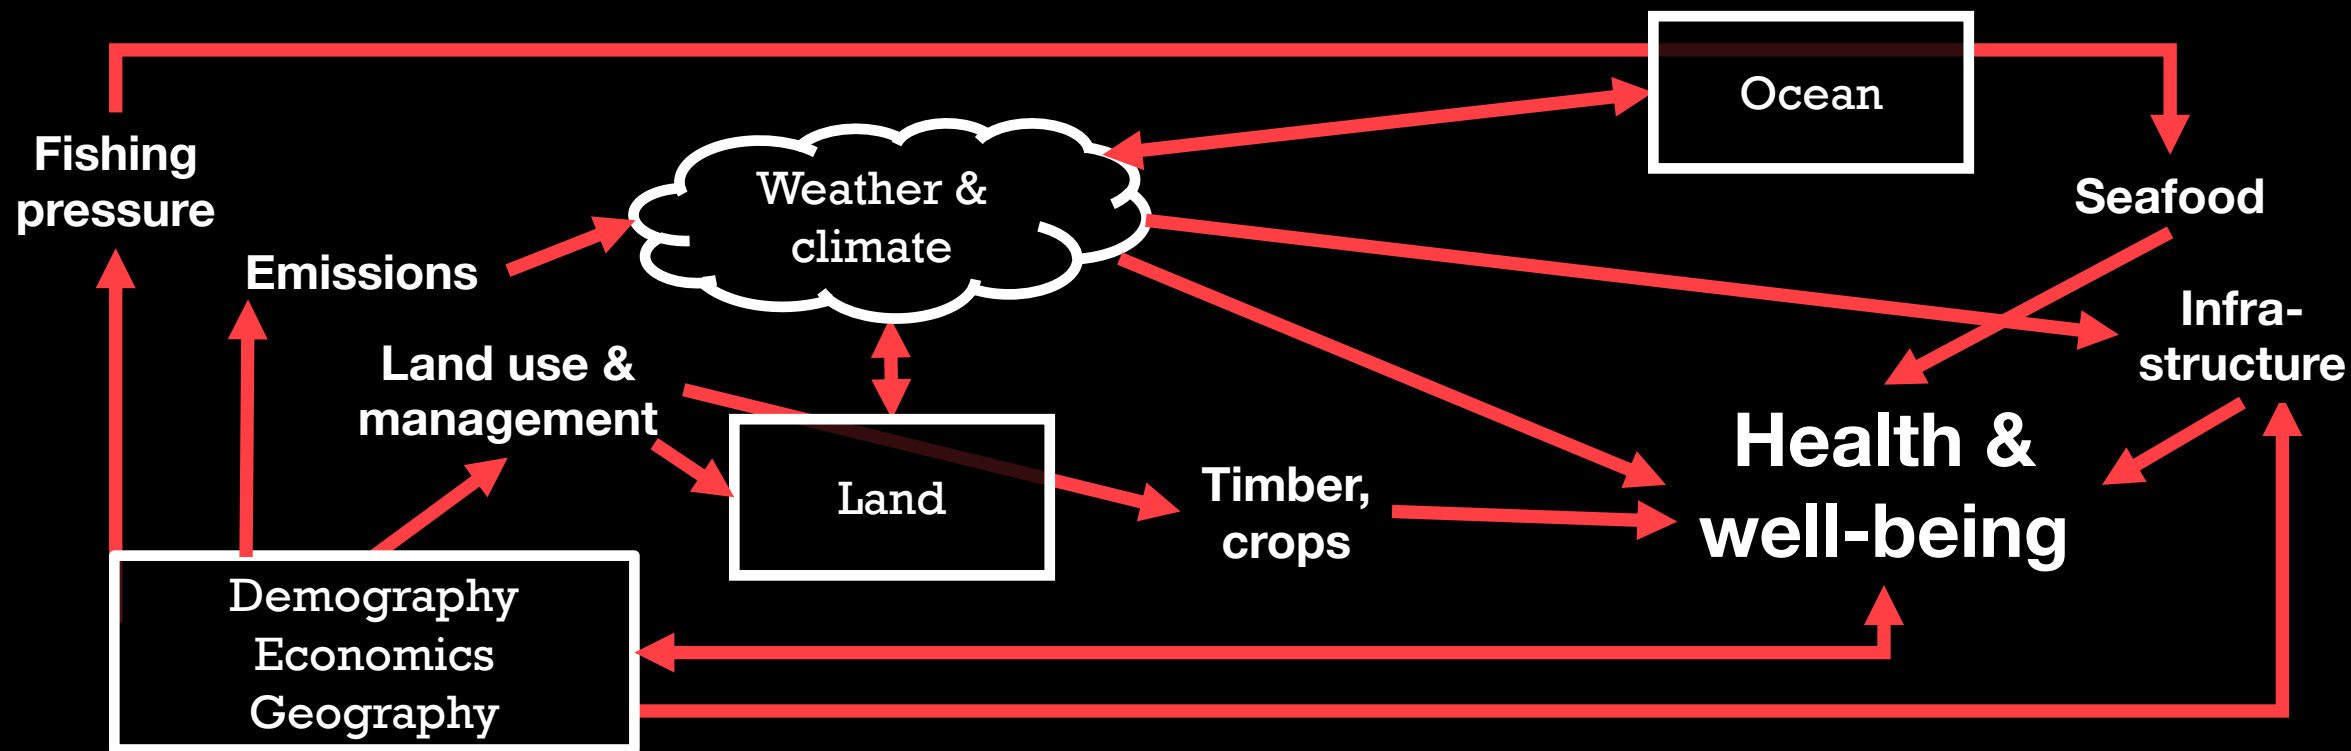 Ocean
Fishing
pressure
Weather &
climate
Seafood
Emissions
Infra-
structure
Land use &
management
Health &
well-being
Timber,
crops
Land
Demography
Economics
Geography